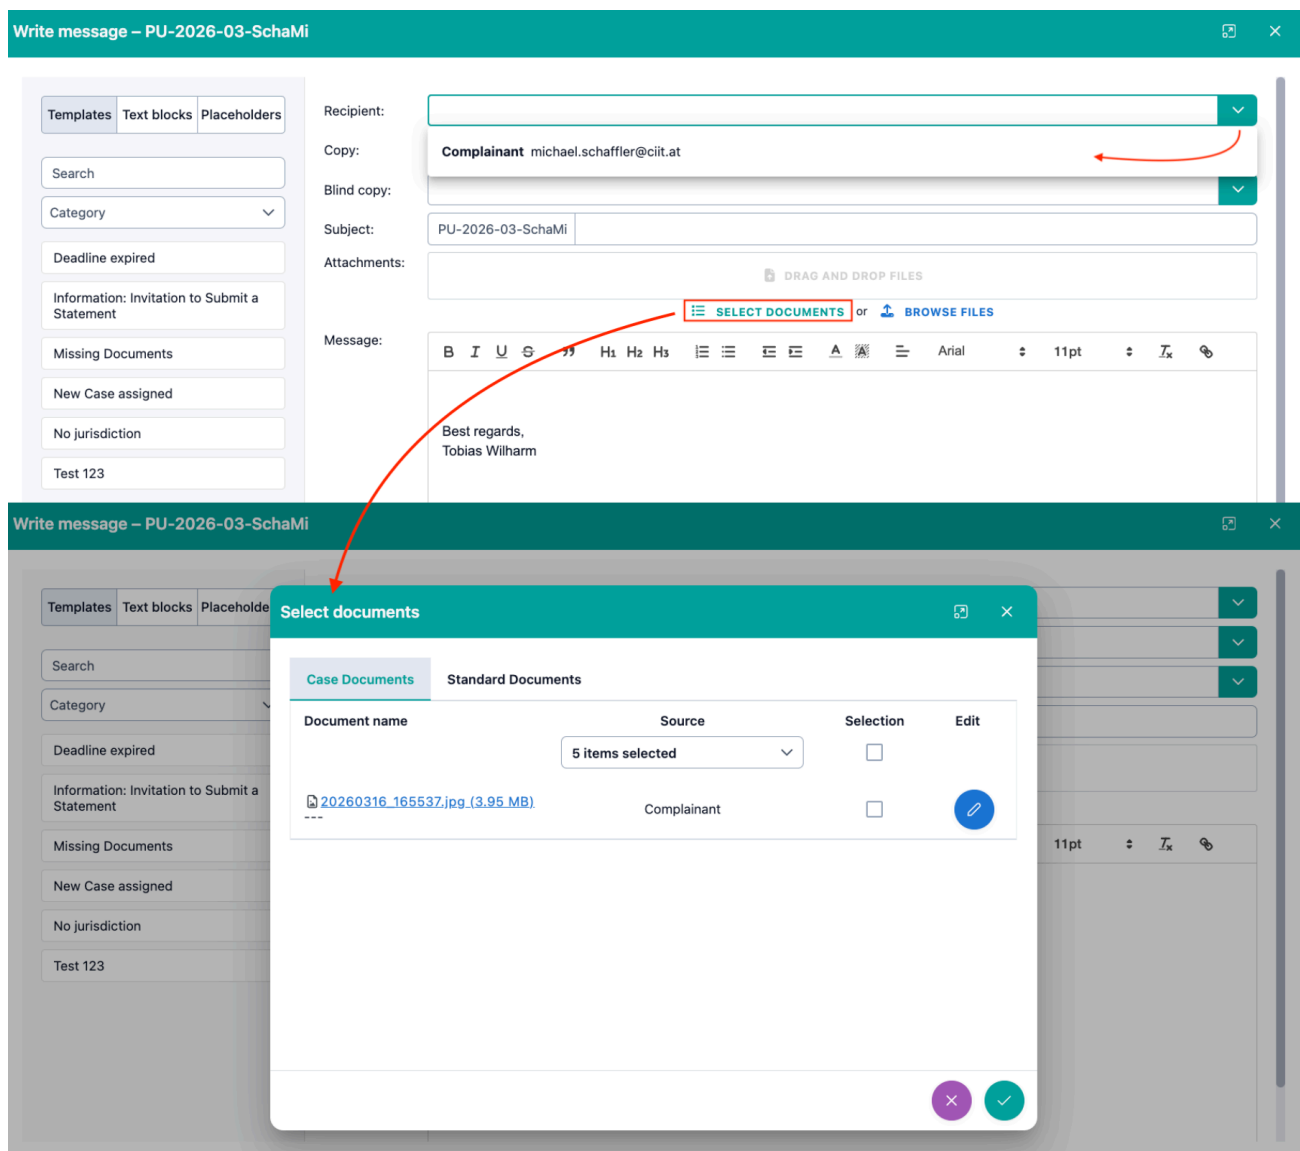 Write message – PU-2026-03-SchaMi
Templates Text blocks Placeholders
Search
Category
Deadline expired
Information: Invitation to Submit a
Statement
Missing Documents
New Case assigned
No jurisdiction
Test 123
Recipient:
Copy:
Complainant michael.schaffler@ciit.at
Blind copy:
Subject: PU-2026-03-SchaMi
Attachments:
DRAG AND DROP FILES
SELECT DOCUMENTS or BROWSE FILES
Message:
B I U S ” H1 H2 H3 A A Arial 11pt Tx
Best regards,
Tobias Wilharm
Write message – PU-2026-03-SchaMi
Templates Text blocks Placeholde
Search
Category
Deadline expired
Information: Invitation to Submit a
Statement
Missing Documents
New Case assigned
No jurisdiction
Test 123
Select documents
Case Documents Standard Documents
Document name Source Selection Edit
5 items selected
20260316_165537.jpg (3.95 MB) Complainant
---
11pt Tx